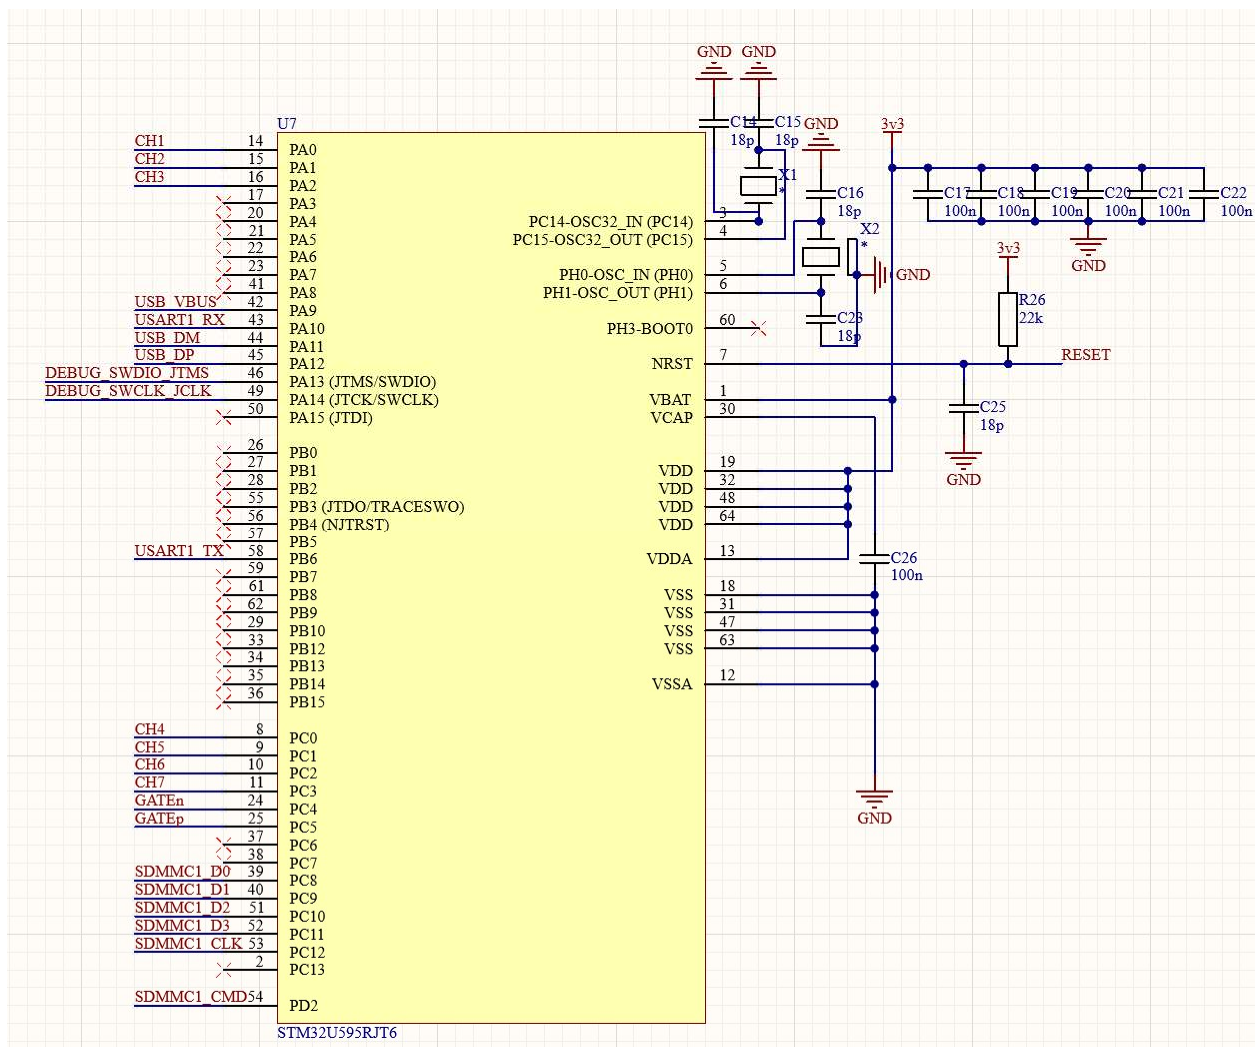 GND GND
U7
C14 18p
C15 18p
GND
3v3
CH1 14 PA0
CH2 15 PA1
CH3 16 PA2
17 PA3
20 PA4
21 PA5
22 PA6
23 PA7
41 PA8
USB_VBUS 42 PA9
USART1_RX 43 PA10
USB_DM 44 PA11
USB_DP 45 PA12
DEBUG_SWDIO_JTMS 46 PA13 (JTMS/SWDIO)
DEBUG_SWCLK_JCLK 49 PA14 (JTCK/SWCLK)
50 PA15 (JTDI)
26 PB0
27 PB1
28 PB2
55 PB3 (JTDO/TRACESWO)
56 PB4 (NJTRST)
57 PB5
USART1_TX 58 PB6
59 PB7
61 PB8
62 PB9
29 PB10
33 PB12
34 PB13
35 PB14
36 PB15
CH4 8 PC0
CH5 9 PC1
CH6 10 PC2
CH7 11 PC3
GATEn 24 PC4
GATEp 25 PC5
37 PC6
38 PC7
SDMMC1_D0 39 PC8
SDMMC1_D1 40 PC9
SDMMC1_D2 51 PC10
SDMMC1_D3 52 PC11
SDMMC1_CLK 53 PC12
2 PC13
SDMMC1_CMD 54 PD2
STM32U595RJT6
PC14-OSC32_IN (PC14) 3
PC15-OSC32_OUT (PC15) 4
PH0-OSC_IN (PH0) 5
PH1-OSC_OUT (PH1) 6
PH3-BOOT0 60
NRST 7
VBAT 1
VCAP 30
VDD 19
VDD 32
VDD 48
VDD 64
VDDA 13
VSS 18
VSS 31
VSS 47
VSS 63
VSSA 12
X1
*
C16
18p
X2
*
GND
C23
18p
C17 C18 C19 C20 C21 C22
100n 100n 100n 100n 100n 100n
GND
3v3
R26
22k
RESET
C25
18p
GND
C26
100n
GND